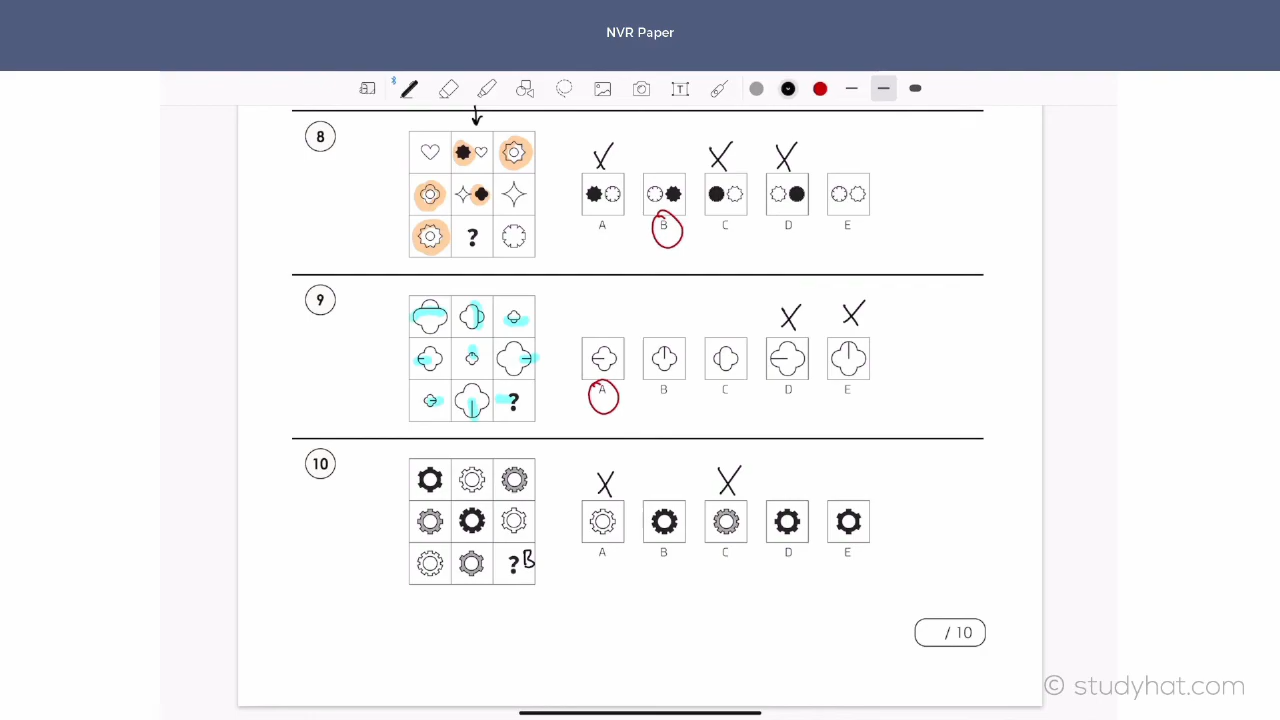 NVR Paper
T
8
?
A B C D E
9
?
A B C D E
10
? B
A B C D E
/ 10
© studyhat.com